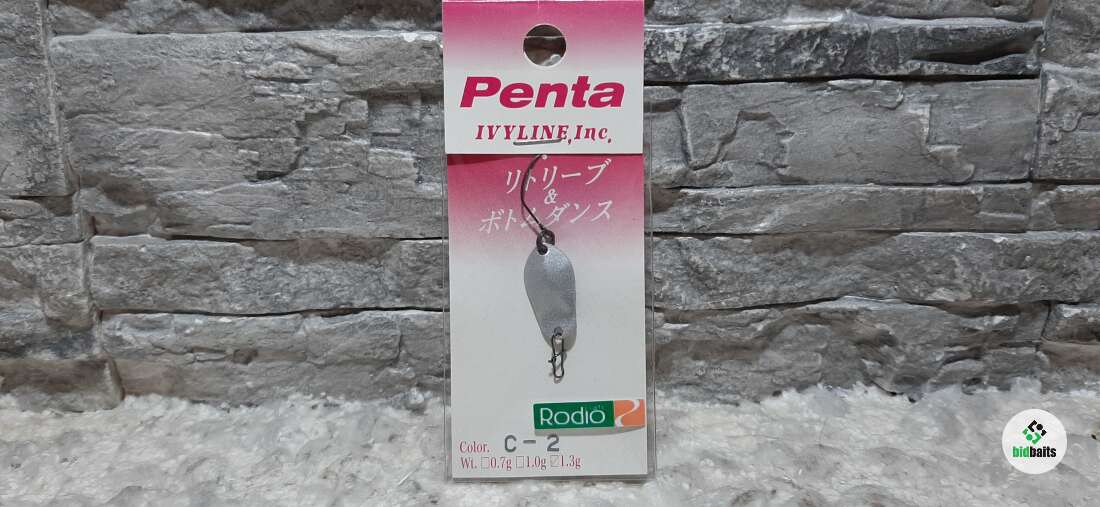 Penta
IVYLINE, Inc.
リトリーブ
&
ボトムダンス
Rodio
Color. C-2
Wt. □0.7g □1.0g ☑1.3g
bidbaits